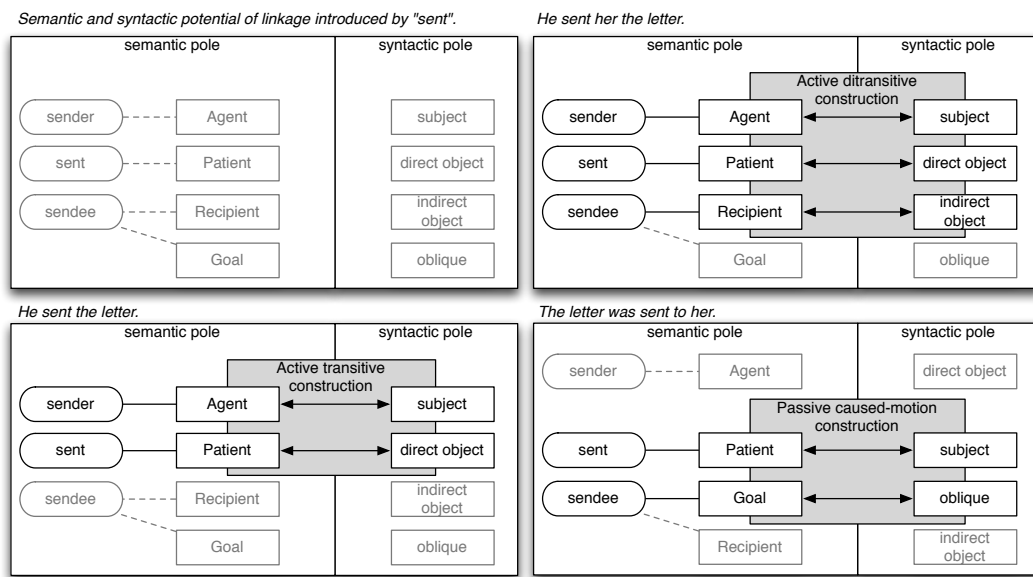 Semantic and syntactic potential of linkage introduced by "sent".
semantic pole
syntactic pole
sender
Agent
subject
sent
Patient
direct object
sendee
Recipient
indirect
object
Goal
oblique
He sent her the letter.
semantic pole
syntactic pole
Active ditransitive
construction
sender
Agent
subject
sent
Patient
direct object
sendee
Recipient
indirect
object
Goal
oblique
He sent the letter.
semantic pole
syntactic pole
Active transitive
construction
sender
Agent
subject
sent
Patient
direct object
sendee
Recipient
indirect
object
Goal
oblique
The letter was sent to her.
semantic pole
syntactic pole
sender
Agent
direct object
Passive caused-motion
construction
sent
Patient
subject
sendee
Goal
oblique
Recipient
indirect
object